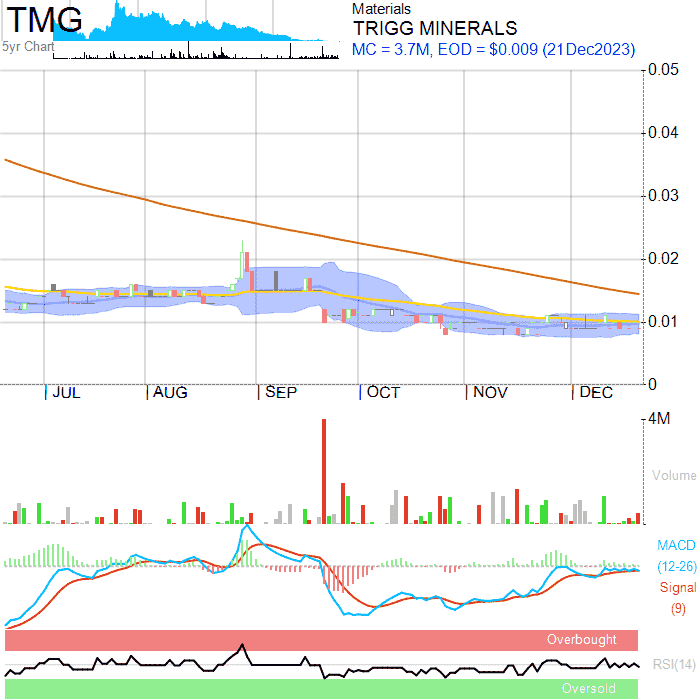 TMG
5yr Chart
Materials
TRIGG MINERALS
MC = 3.7M, EOD = $0.009 (21Dec2023)
0.05
0.04
0.03
0.02
0.01
0
JUL AUG SEP OCT NOV DEC
4M
Volume
MACD
(12-26)
Signal
(9)
Overbought
RSI(14)
Oversold